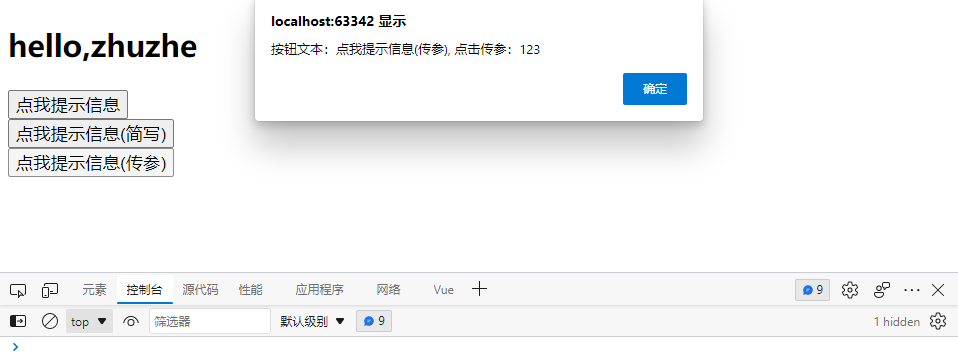 localhost:63342 显示
按钮文本：点我提示信息(传参), 点击传参：123
确定
hello,zhuzhe
点我提示信息
点我提示信息(简写)
点我提示信息(传参)
元素 控制台 源代码 性能 应用程序 网络 Vue 9
top 筛选器 默认级别 9 1 hidden